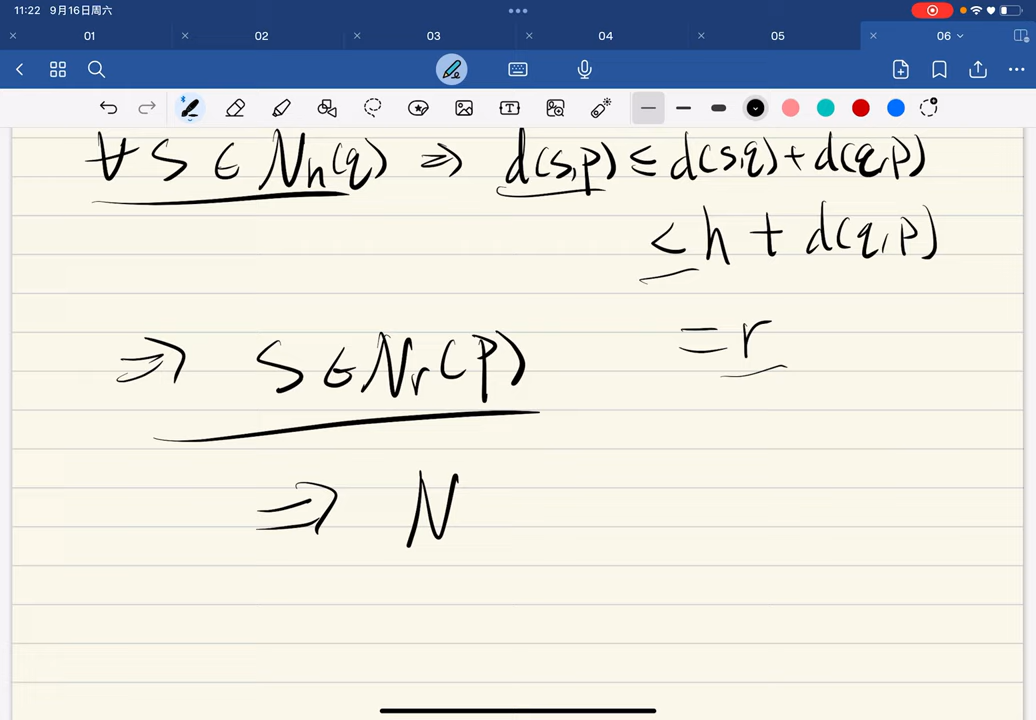 11:22 9月16日周六
01 02 03 04 05 06
∀ S ∈ Nh(q) ⇒ d(s,p) ≤ d(s,q) + d(q,p)
< h + d(q,p)
= r
⇒ S ∈ Nr(p)
⇒ N